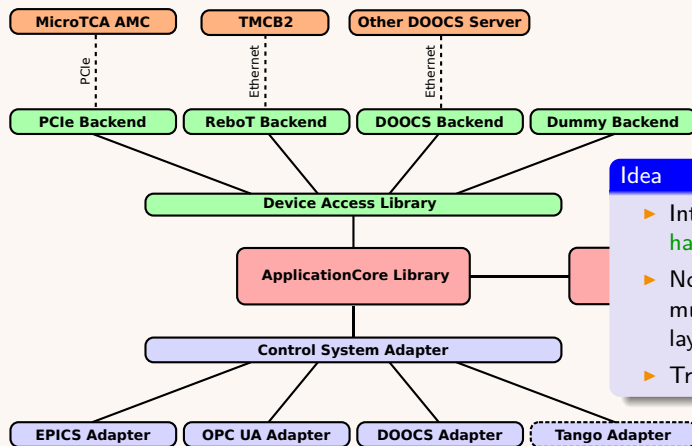 MicroTCA AMC
TMCB2
Other DOOCS Server
PCIe
Ethernet
Ethernet
PCIe Backend
ReboT Backend
DOOCS Backend
Dummy Backend
Device Access Library
Idea
ApplicationCore Library
Control System Adapter
EPICS Adapter
OPC UA Adapter
DOOCS Adapter
Tango Adapter